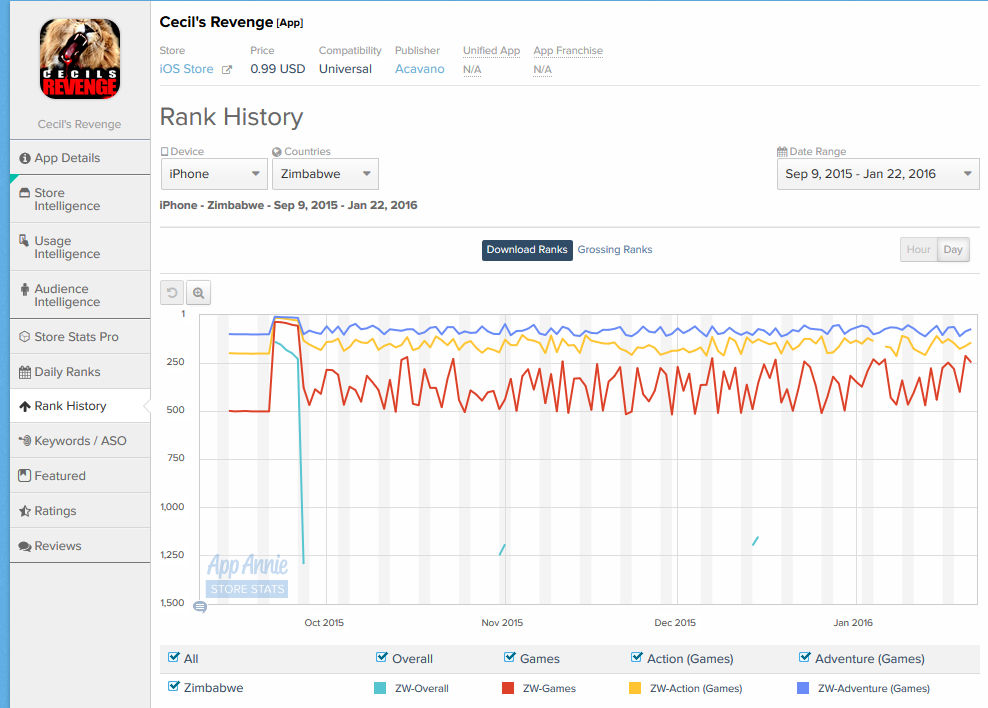 CECILS
REVENGE
Cecil's Revenge
App Details
Store
Intelligence
Usage
Intelligence
Audience
Intelligence
Store Stats Pro
Daily Ranks
Rank History
Keywords / ASO
Featured
Ratings
Reviews
Cecil's Revenge [App]
Store Price Compatibility Publisher Unified App App Franchise
iOS Store 0.99 USD Universal Acavano N/A N/A
Rank History
Device Countries Date Range
iPhone Zimbabwe Sep 9, 2015 - Jan 22, 2016
iPhone - Zimbabwe - Sep 9, 2015 - Jan 22, 2016
Download Ranks Grossing Ranks Hour Day
1
250
500
750
1,000
1,250
1,500
App Annie
STORE STATS
Oct 2015 Nov 2015 Dec 2015 Jan 2016
All Overall Games Action (Games) Adventure (Games)
Zimbabwe ZW-Overall ZW-Games ZW-Action (Games) ZW-Adventure (Games)